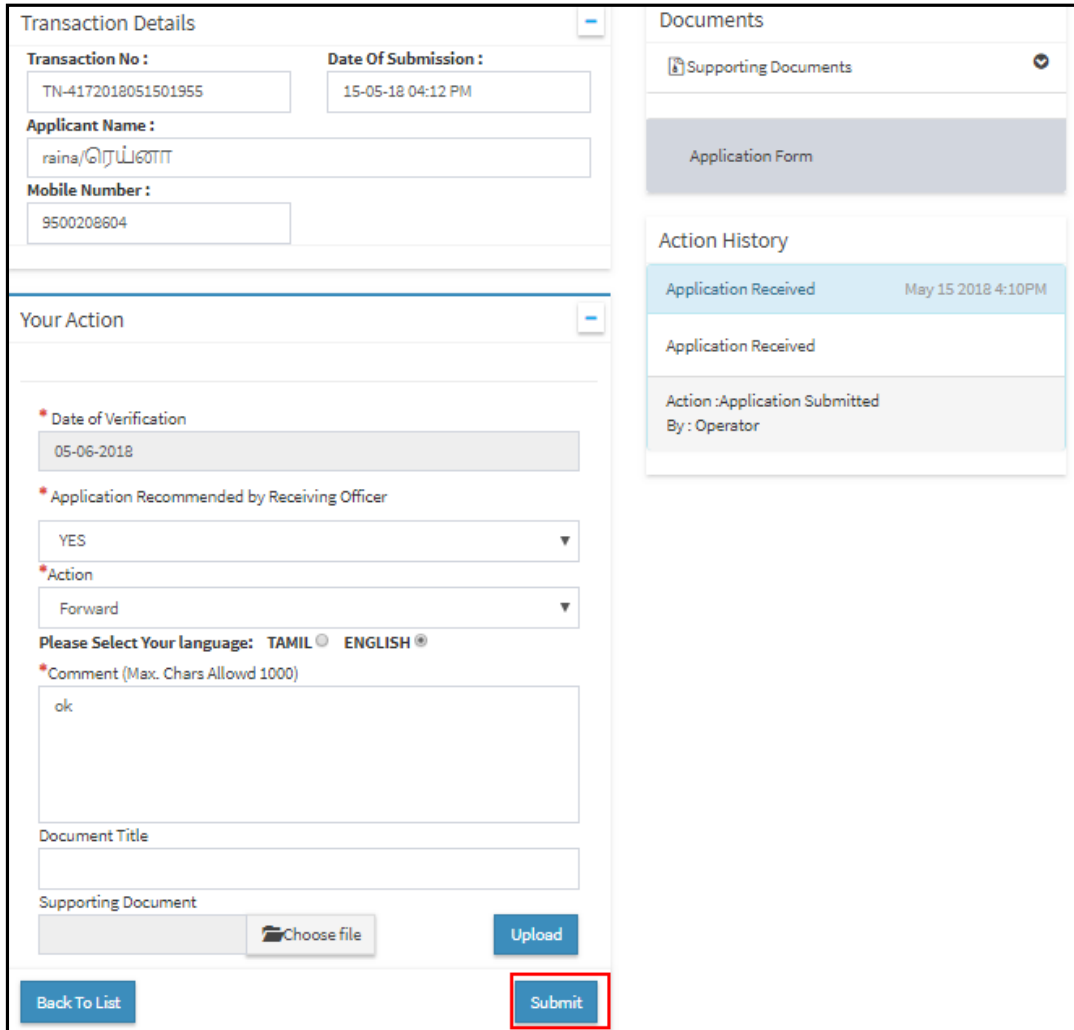 Transaction Details
Transaction No :
Date Of Submission :
TN-4172018051501955
15-05-18 04:12 PM
Applicant Name :
raina/ரெய்னா
Mobile Number :
9500208604
Your Action
* Date of Verification
05-06-2018
* Application Recommended by Receiving Officer
YES
*Action
Forward
Please Select Your language: TAMIL ENGLISH
*Comment (Max. Chars Allowd 1000)
ok
Document Title
Supporting Document
Choose file
Upload
Back To List
Submit
Documents
Supporting Documents
Application Form
Action History
Application Received May 15 2018 4:10PM
Application Received
Action :Application Submitted
By : Operator